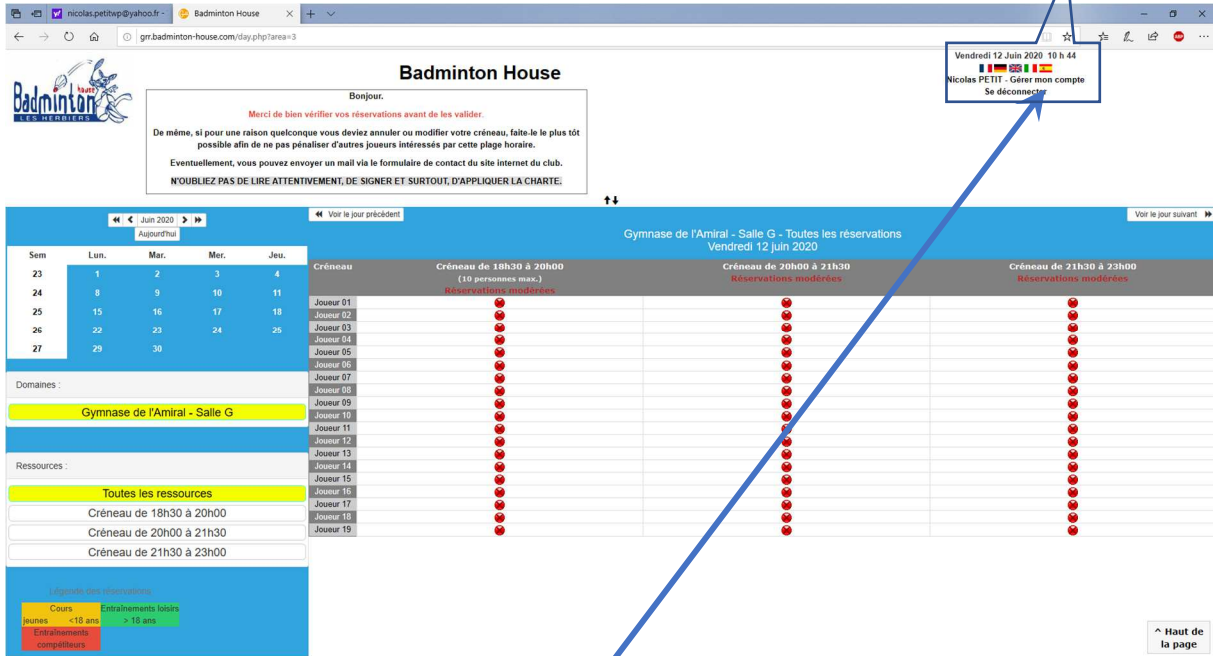 nicolas.petitwp@yahoo.fr -
Badminton House
grr.badminton-house.com/day.php?area=3
ABP
Badminton house
LES HERBIERS
Badminton House
Bonjour.
Merci de bien vérifier vos réservations avant de les valider.
De même, si pour une raison quelconque vous deviez annuler ou modifier votre créneau, faite-le le plus tôt
possible afin de ne pas pénaliser d'autres joueurs intéressés par cette plage horaire.
Eventuellement, vous pouvez envoyer un mail via le formulaire de contact du site internet du club.
N'OUBLIEZ PAS DE LIRE ATTENTIVEMENT, DE SIGNER ET SURTOUT, D'APPLIQUER LA CHARTE.
Vendredi 12 Juin 2020 10 h 44
Nicolas PETIT - Gérer mon compte
Se déconnecter
Juin 2020
Aujourd'hui
Sem Lun. Mar. Mer. Jeu.
23 1 2 3 4
24 8 9 10 11
25 15 16 17 18
26 22 23 24 25
27 29 30
Domaines :
Gymnase de l'Amiral - Salle G
Ressources :
Toutes les ressources
Créneau de 18h30 à 20h00
Créneau de 20h00 à 21h30
Créneau de 21h30 à 23h00
Légende des réservations
Cours jeunes <18 ans
Entraînements loisirs > 18 ans
Entraînements compétiteurs
Voir le jour précédent
Gymnase de l'Amiral - Salle G - Toutes les réservations
Vendredi 12 juin 2020
Voir le jour suivant
Créneau
Créneau de 18h30 à 20h00
(10 personnes max.)
Réservations modérées
Créneau de 20h00 à 21h30
Réservations modérées
Créneau de 21h30 à 23h00
Réservations modérées
Joueur 01
Joueur 02
Joueur 03
Joueur 04
Joueur 05
Joueur 06
Joueur 07
Joueur 08
Joueur 09
Joueur 10
Joueur 11
Joueur 12
Joueur 13
Joueur 14
Joueur 15
Joueur 16
Joueur 17
Joueur 18
Joueur 19
^ Haut de
la page